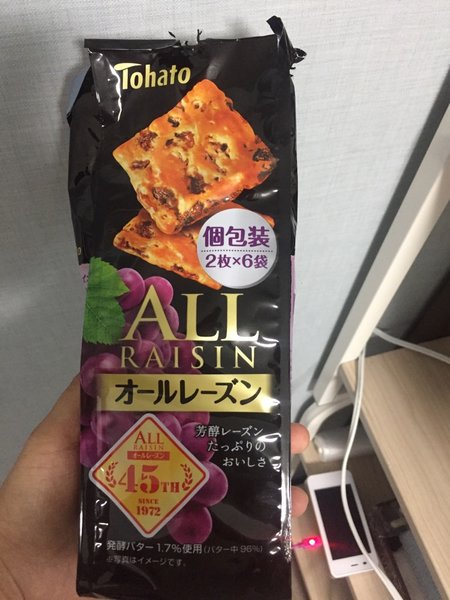 Tohato
個包装
2枚×6袋
ALL
RAISIN
オールレーズン
芳醇レーズン
たっぷりの
おいしさ
ALL
RAISIN
オールレーズン
45TH
SINCE
1972
発酵バター1.7%使用(バター中96%)
※写真はイメージです。